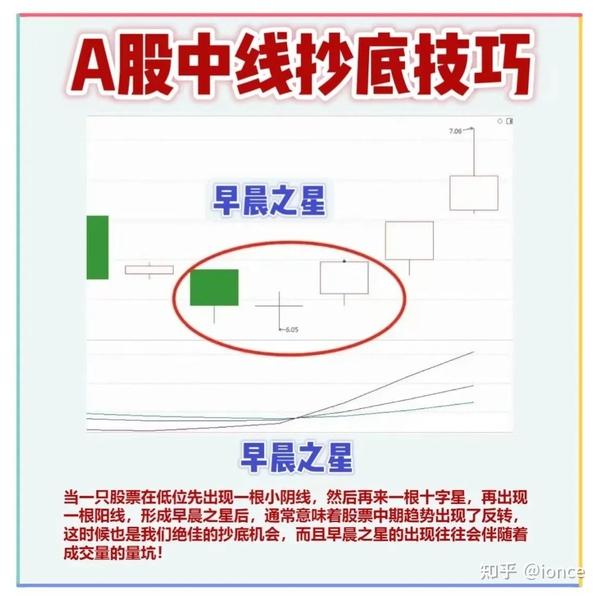 A股中线抄底技巧
7.06
早晨之星
6.05
早晨之星
当一只股票在低位先出现一根小阴线，然后再来一根十字星，再出现
一根阳线，形成早晨之星后，通常意味着股票中期趋势出现了反转，
这时候也是我们绝佳的抄底机会，而且早晨之星的出现往往会伴随着
成交量的量坑！
知乎 @ionce